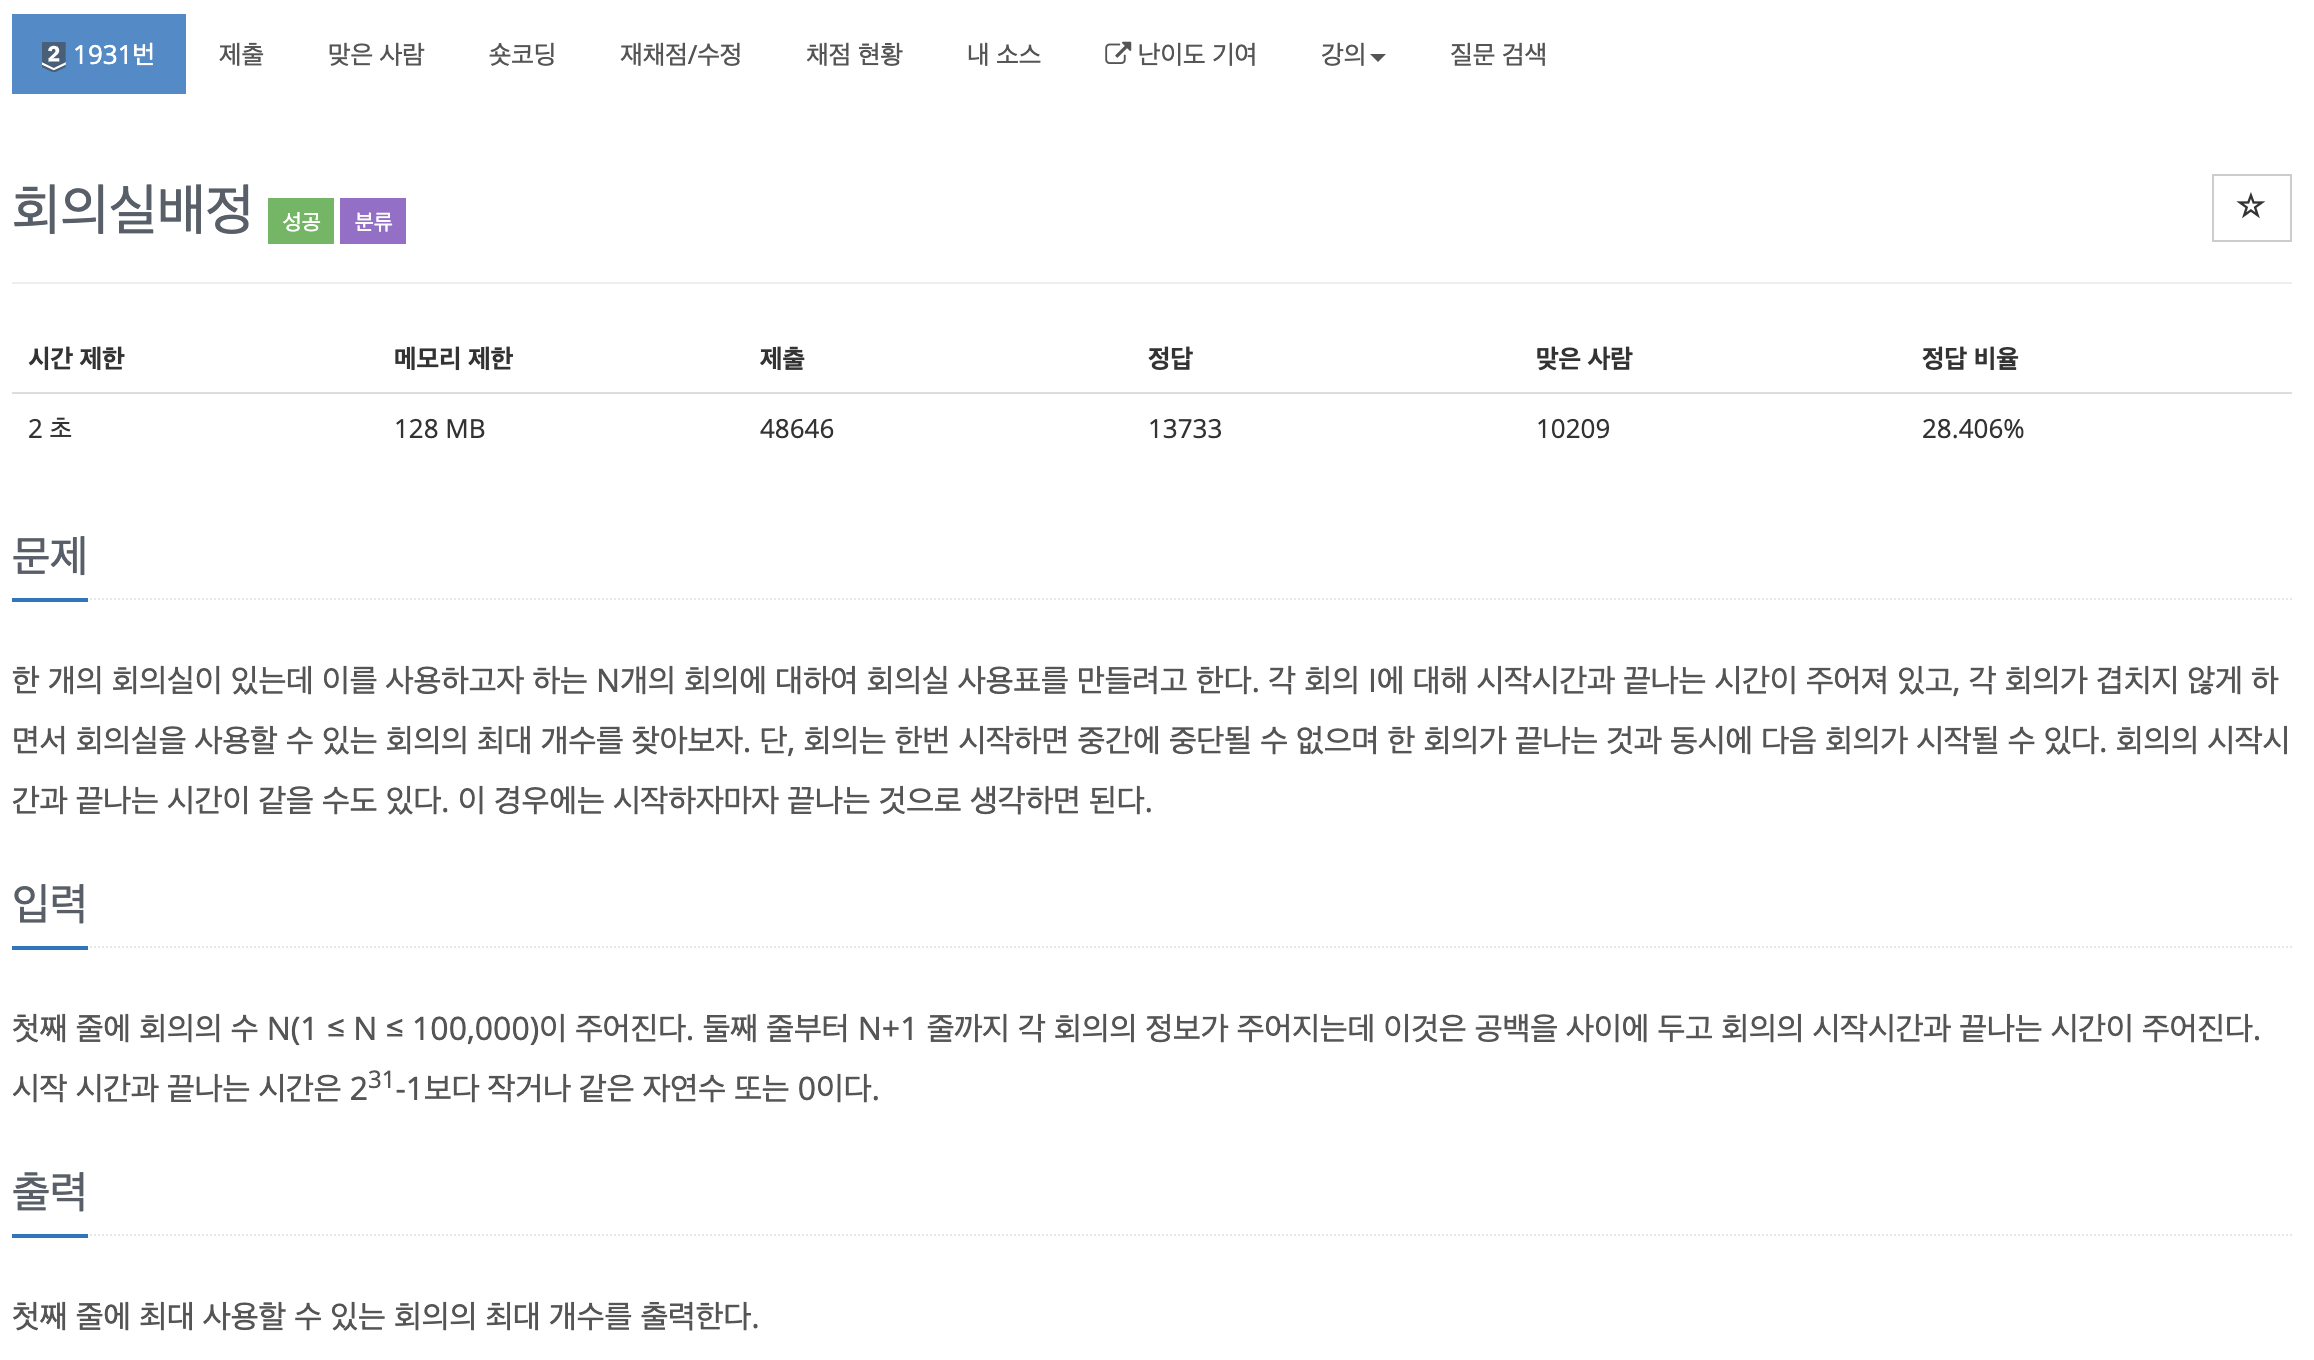 2 1931번 제출 맞은 사람 숏코딩 재채점/수정 채점 현황 내 소스 난이도 기여 강의 질문 검색
회의실배정 성공 분류
시간 제한 메모리 제한 제출 정답 맞은 사람 정답 비율
2 초 128 MB 48646 13733 10209 28.406%
문제
한 개의 회의실이 있는데 이를 사용하고자 하는 N개의 회의에 대하여 회의실 사용표를 만들려고 한다. 각 회의 I에 대해 시작시간과 끝나는 시간이 주어져 있고, 각 회의가 겹치지 않게 하
면서 회의실을 사용할 수 있는 회의의 최대 개수를 찾아보자. 단, 회의는 한번 시작하면 중간에 중단될 수 없으며 한 회의가 끝나는 것과 동시에 다음 회의가 시작될 수 있다. 회의의 시작시
간과 끝나는 시간이 같을 수도 있다. 이 경우에는 시작하자마자 끝나는 것으로 생각하면 된다.
입력
첫째 줄에 회의의 수 N(1 ≤ N ≤ 100,000)이 주어진다. 둘째 줄부터 N+1 줄까지 각 회의의 정보가 주어지는데 이것은 공백을 사이에 두고 회의의 시작시간과 끝나는 시간이 주어진다.
시작 시간과 끝나는 시간은 2³¹-1보다 작거나 같은 자연수 또는 0이다.
출력
첫째 줄에 최대 사용할 수 있는 회의의 최대 개수를 출력한다.